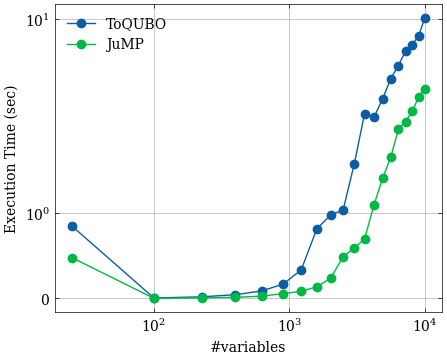 ToQUBO
JuMP
10¹
10⁰
0
Execution Time (sec)
10² 10³ 10⁴
#variables